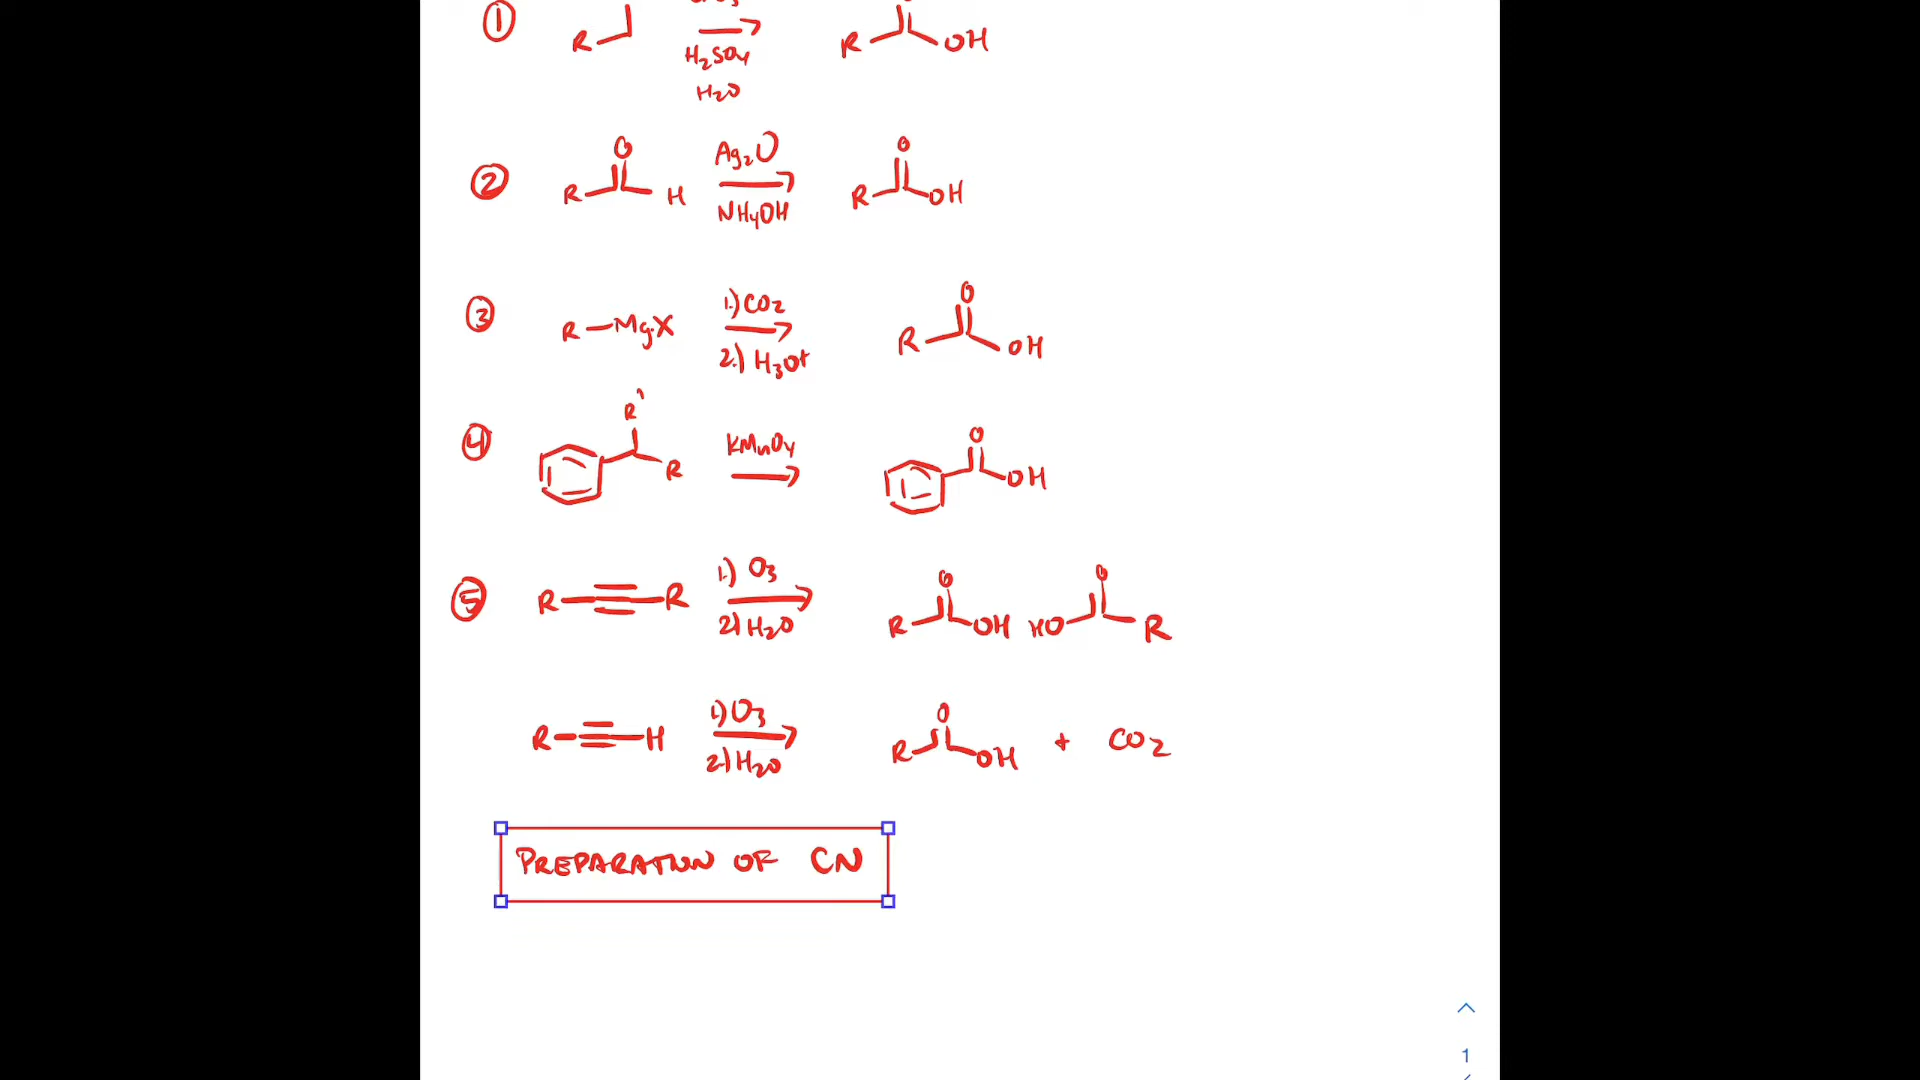 ①
R
H₂SO₄
H₂O
R OH
② R O H Ag₂O NH₄OH R O OH
③ R-MgX 1.) CO₂ 2.) H₃O+ R O OH
④ R' R KMnO₄ O OH
⑤ R≡R 1.) O₃ 2) H₂O R O OH HO O R
R≡H 1.) O₃ 2.) H₂O R O OH + CO₂
PREPARATION OF CN
1